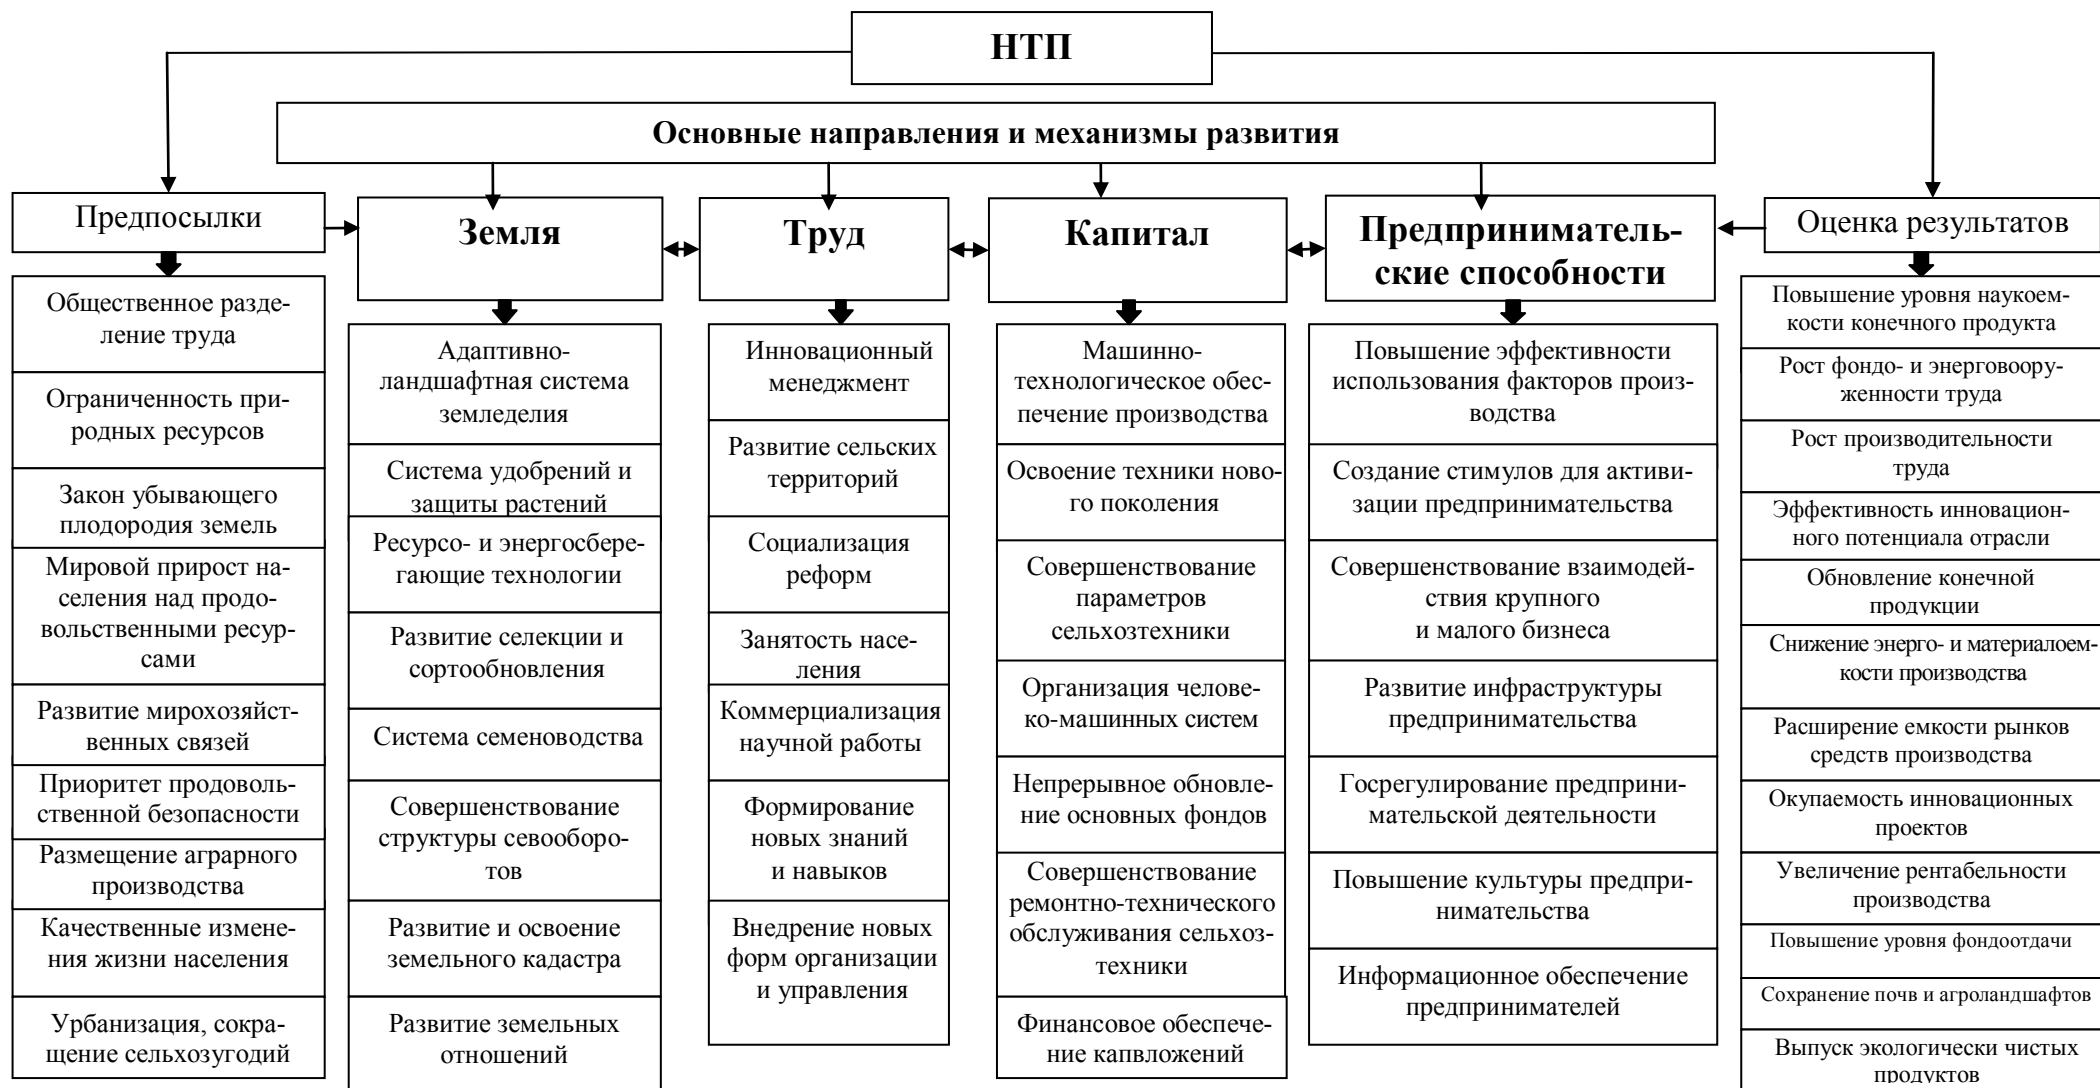 НТП
Основные направления и механизмы развития
Предпосылки
Общественное разде-
ление труда
Ограниченность при-
родных ресурсов
Закон убывающего
плодородия земель
Мировой прирост на-
селения над продо-
вольственными ресур-
сами
Развитие мирохозяйст-
венных связей
Приоритет продоволь-
ственной безопасности
Размещение аграрного
производства
Качественные измене-
ния жизни населения
Урбанизация, сокра-
щение сельхозугодий
Земля
Адаптивно-
ландшафтная система
земледелия
Система удобрений и
защиты растений
Ресурсо- и энергосбере-
гающие технологии
Развитие селекции и
сортообновления
Система семеноводства
Совершенствование
структуры севооборо-
тов
Развитие и освоение
земельного кадастра
Развитие земельных
отношений
Труд
Инновационный
менеджмент
Развитие сельских
территорий
Социализация
реформ
Занятость насе-
ления
Коммерциализация
научной работы
Формирование
новых знаний
и навыков
Внедрение новых
форм организации
и управления
Капитал
Машинно-
технологическое обес-
печение производства
Освоение техники ново-
го поколения
Совершенствование
параметров
сельхозтехники
Организация челове-
ко-машинных систем
Непрерывное обновле-
ние основных фондов
Совершенствование
ремонтно-технического
обслуживания сельхоз-
техники
Финансовое обеспече-
ние капвложений
Предприниматель-
ские способности
Повышение эффективности
использования факторов произ-
водства
Создание стимулов для активи-
зации предпринимательства
Совершенствование взаимодей-
ствия крупного
и малого бизнеса
Развитие инфраструктуры
предпринимательства
Госрегулирование предприни-
мательской деятельности
Повышение культуры предпри-
нимательства
Информационное обеспечение
предпринимателей
Оценка результатов
Повышение уровня наукоем-
кости конечного продукта
Рост фондо- и энерговоору-
женности труда
Рост производительности
труда
Эффективность инновацион-
ного потенциала отрасли
Обновление конечной
продукции
Снижение энерго- и материалоем-
кости производства
Расширение емкости рынков
средств производства
Окупаемость инновационных
проектов
Увеличение рентабельности
производства
Повышение уровня фондоотдачи
Сохранение почв и агроландшафтов
Выпуск экологически чистых
продуктов